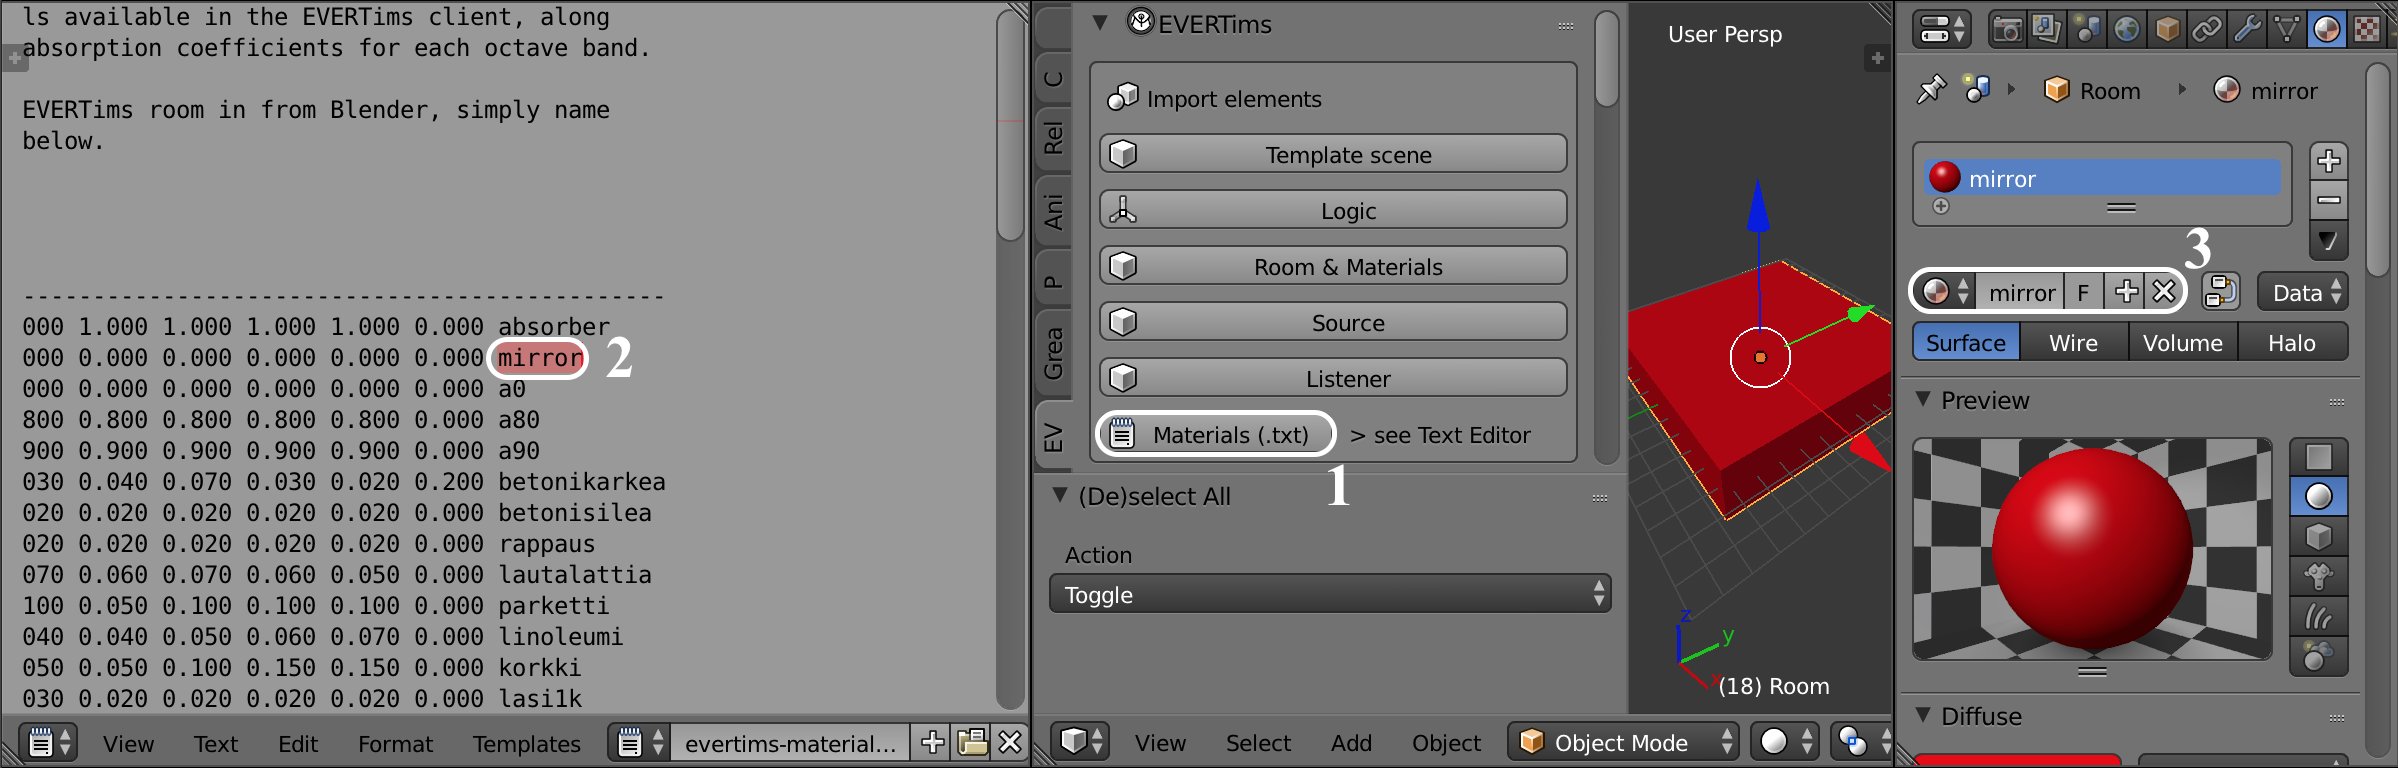 ls available in the EVERTims client, along
absorption coefficients for each octave band.
EVERTims room in from Blender, simply name
below.
----------------------------------------------
000 1.000 1.000 1.000 1.000 0.000 absorber
000 0.000 0.000 0.000 0.000 0.000 mirror
2
000 0.000 0.000 0.000 0.000 0.000 a0
800 0.800 0.800 0.800 0.800 0.000 a80
900 0.900 0.900 0.900 0.900 0.000 a90
030 0.040 0.070 0.030 0.020 0.200 betonikarkea
020 0.020 0.020 0.020 0.020 0.000 betonisilea
020 0.020 0.020 0.020 0.020 0.000 rappaus
070 0.060 0.070 0.060 0.050 0.000 lautalattia
100 0.050 0.100 0.100 0.100 0.000 parketti
040 0.040 0.050 0.060 0.070 0.000 linoleumi
050 0.050 0.100 0.150 0.150 0.000 korkki
030 0.020 0.020 0.020 0.020 0.000 lasi1k
View Text Edit Format Templates evertims-material...
C
Rel
Ani
P
Grea
EV
EVERTims
Import elements
Template scene
Logic
Room & Materials
Source
Listener
Materials (.txt) > see Text Editor
1
(De)select All
Action
Toggle
User Persp
z
y
x
(18) Room
View Select Add Object Object Mode
Room mirror
mirror
3
mirror F Data
Surface Wire Volume Halo
Preview
Diffuse